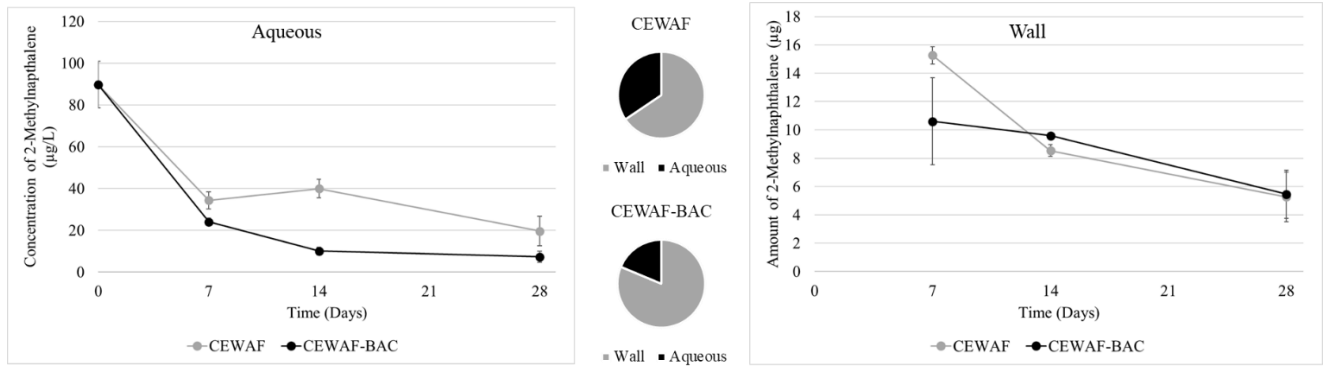 Aqueous
Concentration of 2-Methylnapthalene
(µg/L)
120
100
80
60
40
20
0
0 7 14 21 28
Time (Days)
CEWAF CEWAF-BAC
CEWAF
Wall Aqueous
CEWAF-BAC
Wall Aqueous
Wall
Amount of 2-Methylnaphthalene (µg)
18
16
14
12
10
8
6
4
2
0
0 7 14 21 28
Time (Days)
CEWAF CEWAF-BAC